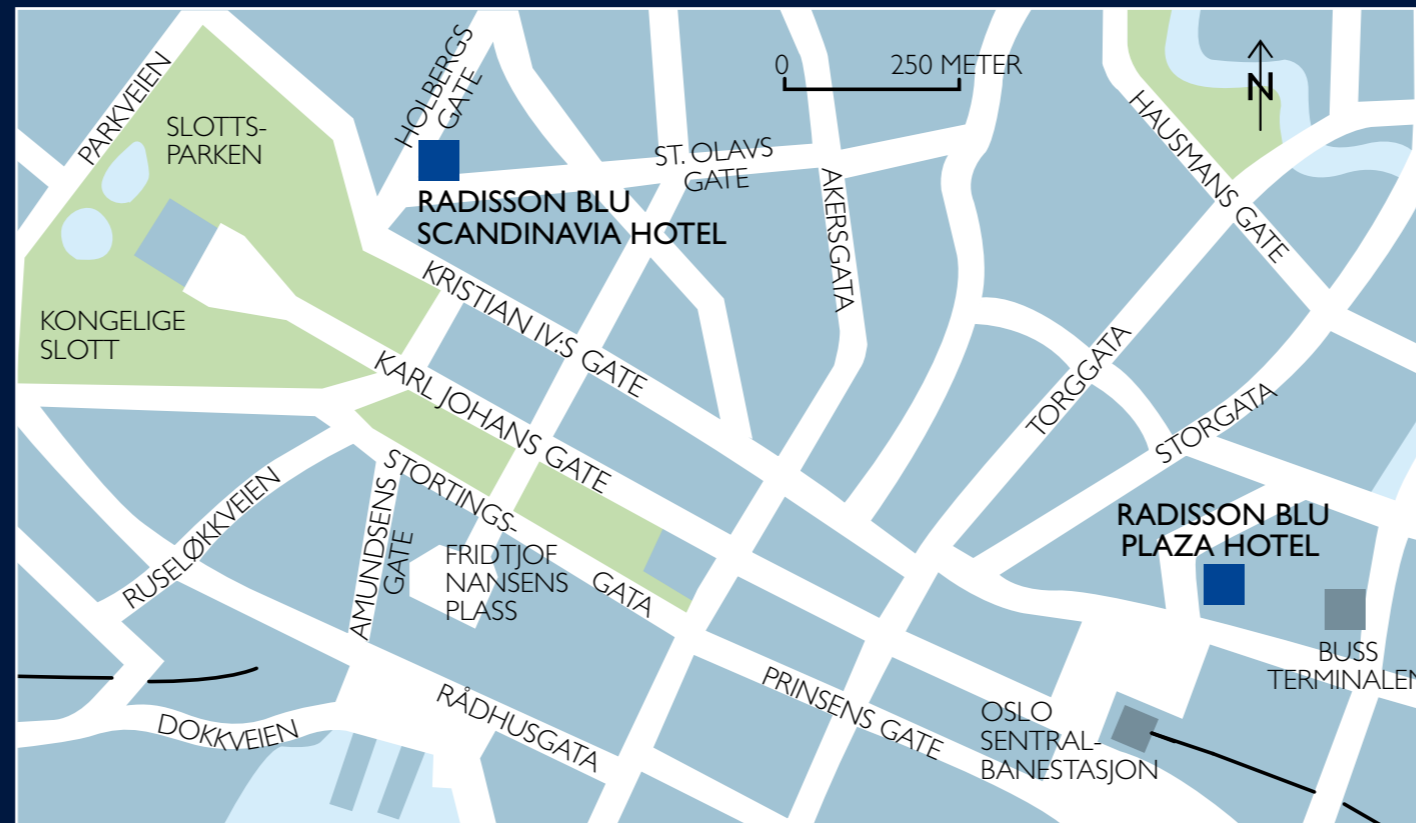 0 250 METER
N
PARKVEIEN
HOLBERGS
GATE
SLOTTS-
PARKEN
ST. OLAVS
GATE
AKERSGATA
HAUSMANS GATE
RADISSON BLU
SCANDINAVIA HOTEL
KONGELIGE
SLOTT
KRISTIAN IV:S GATE
KARL JOHANS GATE
TORGGATA
STORGATA
RUSELØKKVEIEN
AMUNDSENS
GATE
STORTINGS-
GATA
FRIDTJOF
NANSENS
PLASS
RADISSON BLU
PLAZA HOTEL
BUSS
TERMINALEN
PRINSENS GATE
OSLO
SENTRAL-
BANESTASJON
RÅDHUSGATA
DOKKVEIEN